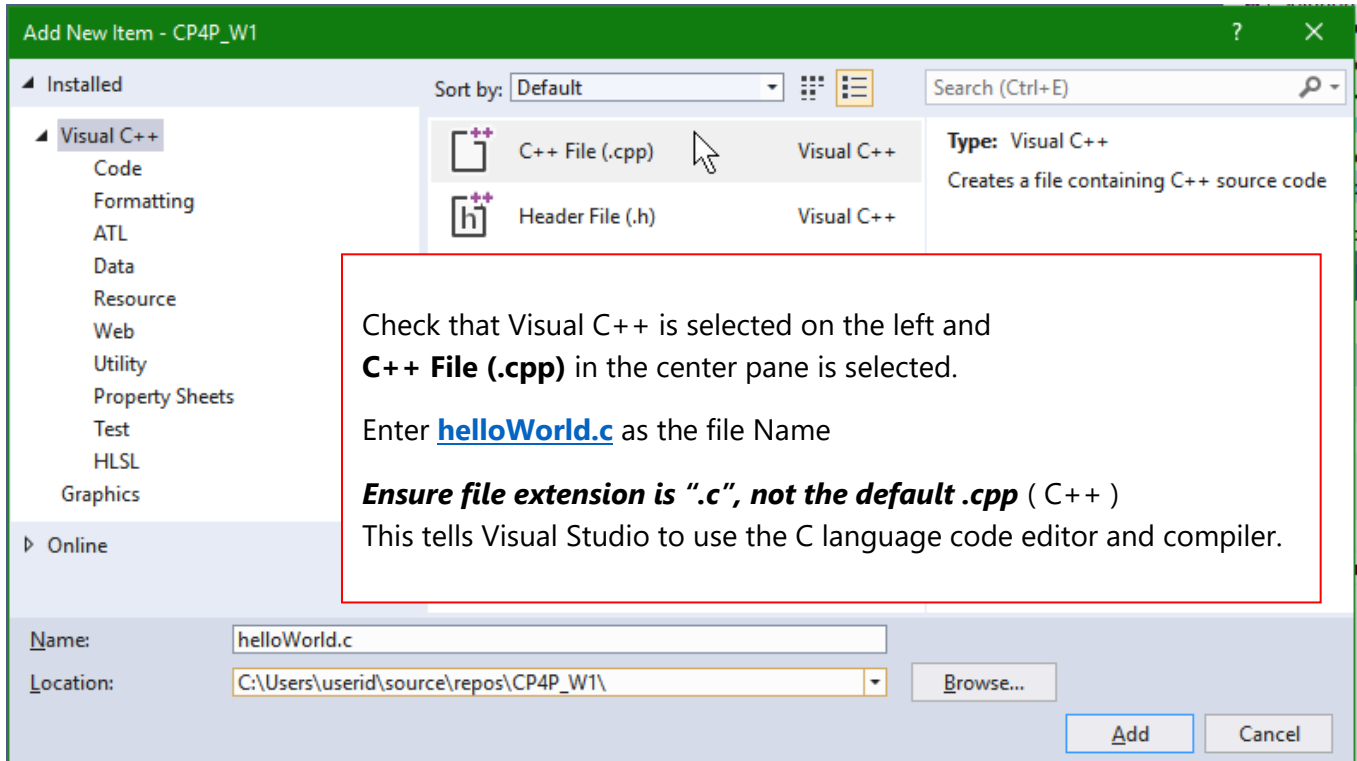 Add New Item - CP4P_W1 ? ×
Installed
Sort by: Default
Search (Ctrl+E)
Visual C++
Code
Formatting
ATL
Data
Resource
Web
Utility
Property Sheets
Test
HLSL
Graphics
Online
C++ File (.cpp) Visual C++
Header File (.h) Visual C++
Type: Visual C++
Creates a file containing C++ source code
Check that Visual C++ is selected on the left and
C++ File (.cpp) in the center pane is selected.
Enter helloWorld.c as the file Name
Ensure file extension is “.c”, not the default .cpp ( C++ )
This tells Visual Studio to use the C language code editor and compiler.
Name: helloWorld.c
Location: C:\Users\userid\source\repos\CP4P_W1\
Browse...
Add Cancel